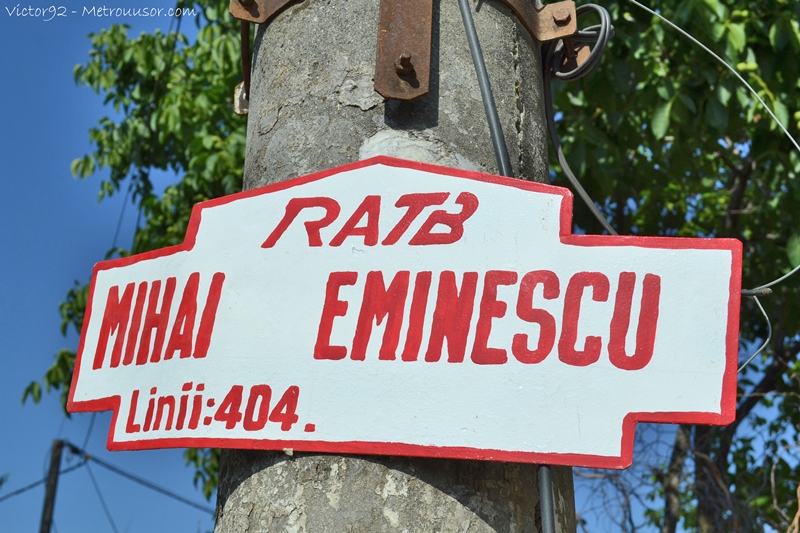 Victor92 - Metrouusor.com
RATB
MIHAI EMINESCU
Linii:404.